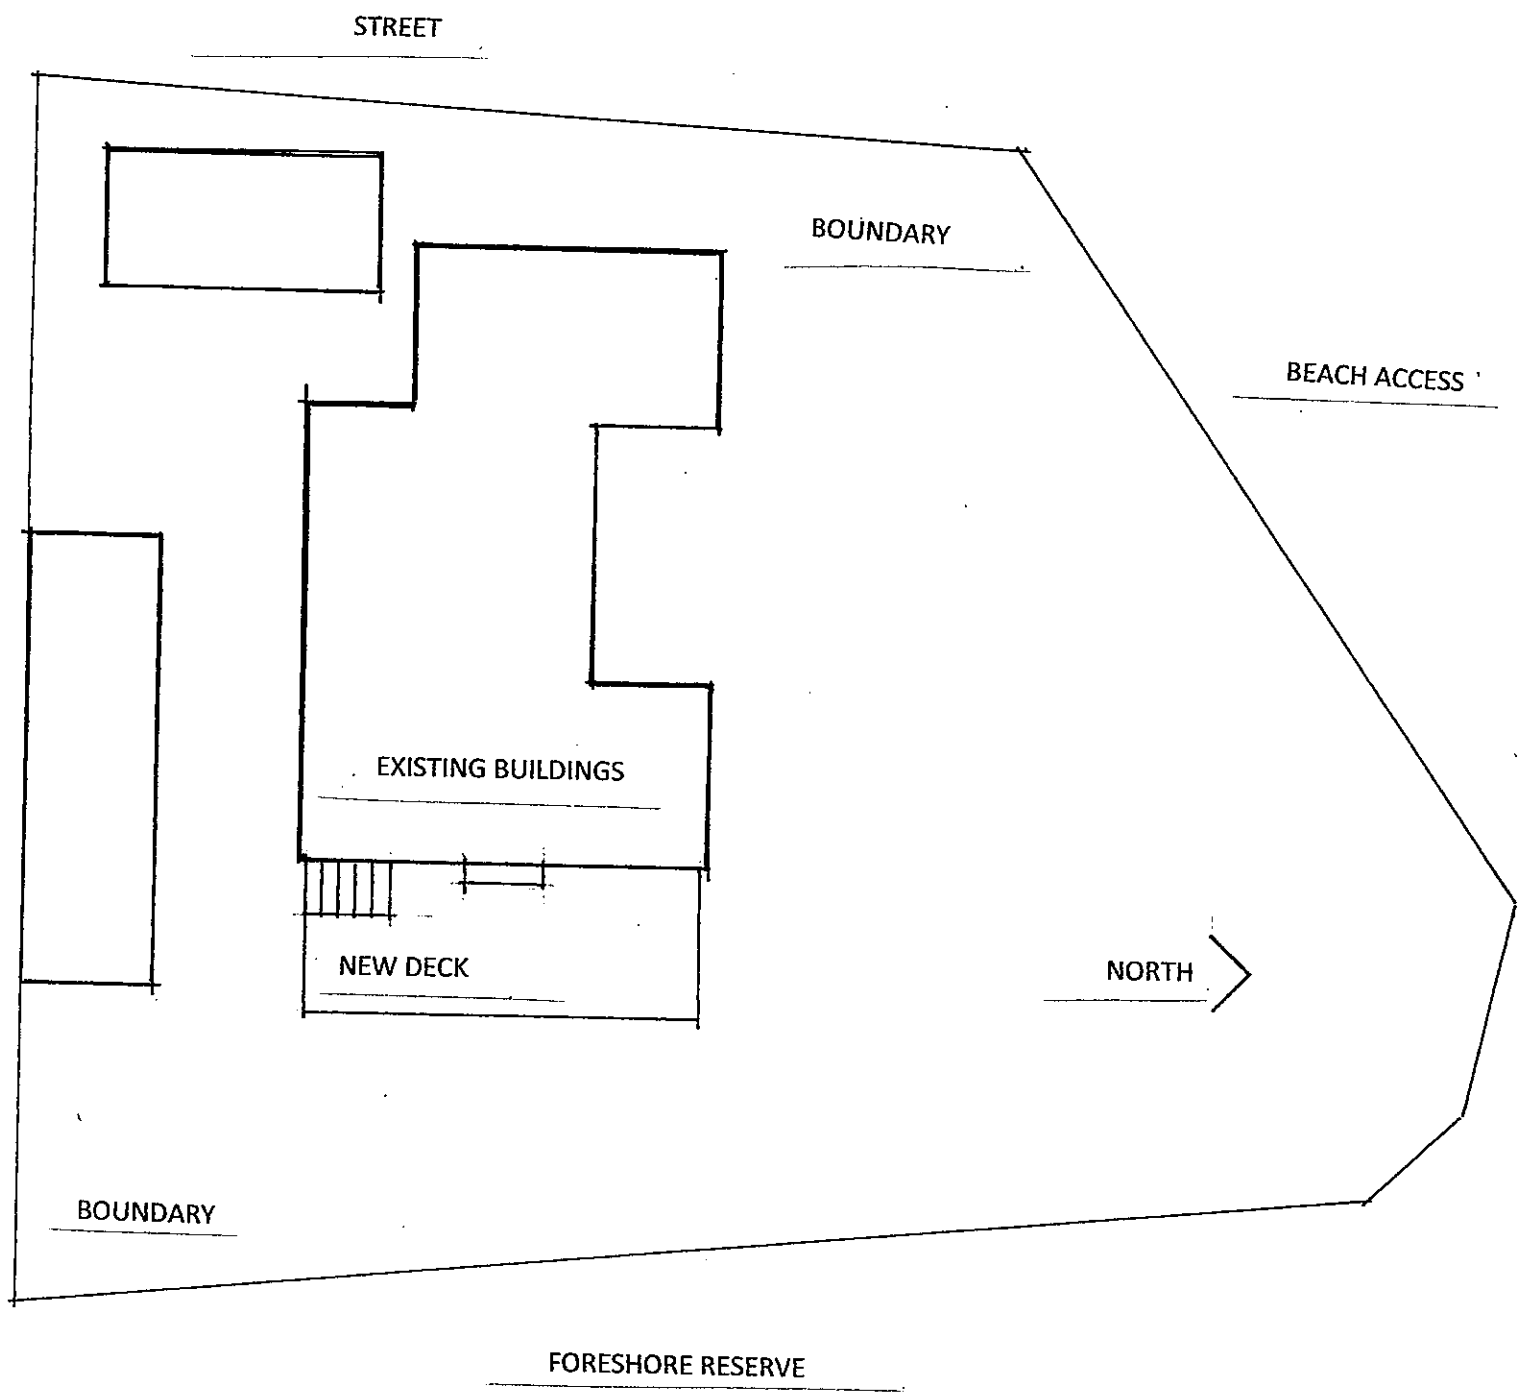 STREET
BOUNDARY
BEACH ACCESS
EXISTING BUILDINGS
NEW DECK
NORTH
BOUNDARY
FORESHORE RESERVE